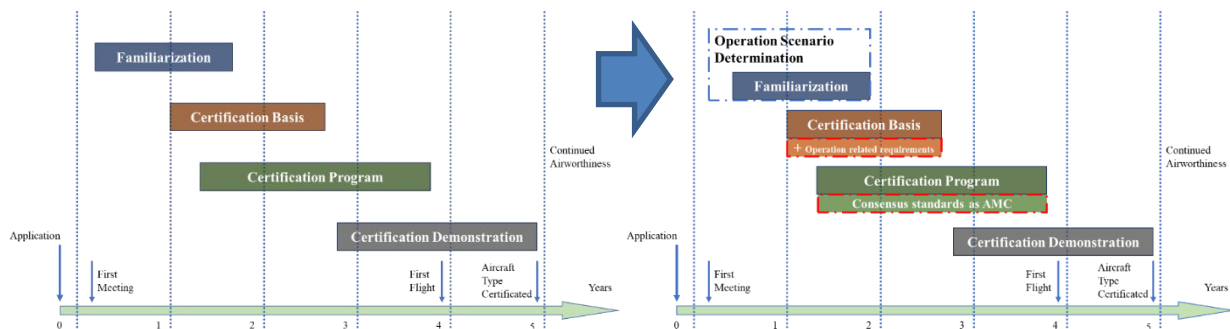 Familiarization
Certification Basis
Certification Program
Certification Demonstration
Continued
Airworthiness
Application
First
Meeting
First
Flight
Aircraft
Type
Certificated
Years
0 1 2 3 4 5
Operation Scenario
Determination
Familiarization
Certification Basis
+ Operation related requirements
Certification Program
Consensus standards as AMC
Certification Demonstration
Continued
Airworthiness
Application
First
Meeting
First
Flight
Aircraft
Type
Certificated
Years
0 1 2 3 4 5